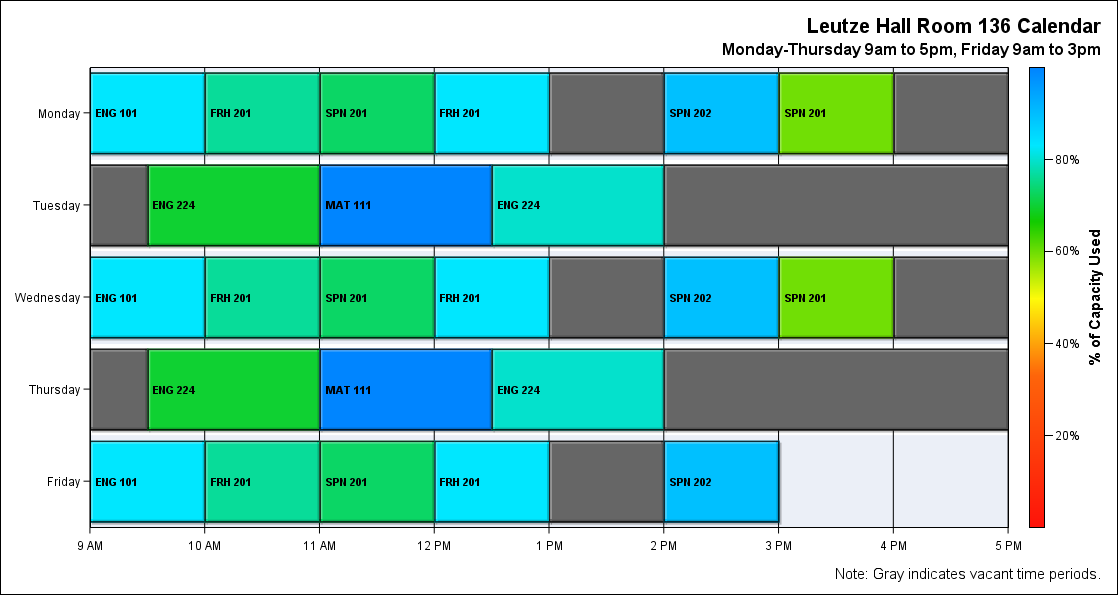 Leutze Hall Room 136 Calendar
Monday-Thursday 9am to 5pm, Friday 9am to 3pm
Monday
ENG 101
FRH 201
SPN 201
FRH 201
SPN 202
SPN 201
Tuesday
ENG 224
MAT 111
ENG 224
Wednesday
ENG 101
FRH 201
SPN 201
FRH 201
SPN 202
SPN 201
Thursday
ENG 224
MAT 111
ENG 224
Friday
ENG 101
FRH 201
SPN 201
FRH 201
SPN 202
9 AM
10 AM
11 AM
12 PM
1 PM
2 PM
3 PM
4 PM
5 PM
80%
60%
40%
20%
% of Capacity Used
Note: Gray indicates vacant time periods.